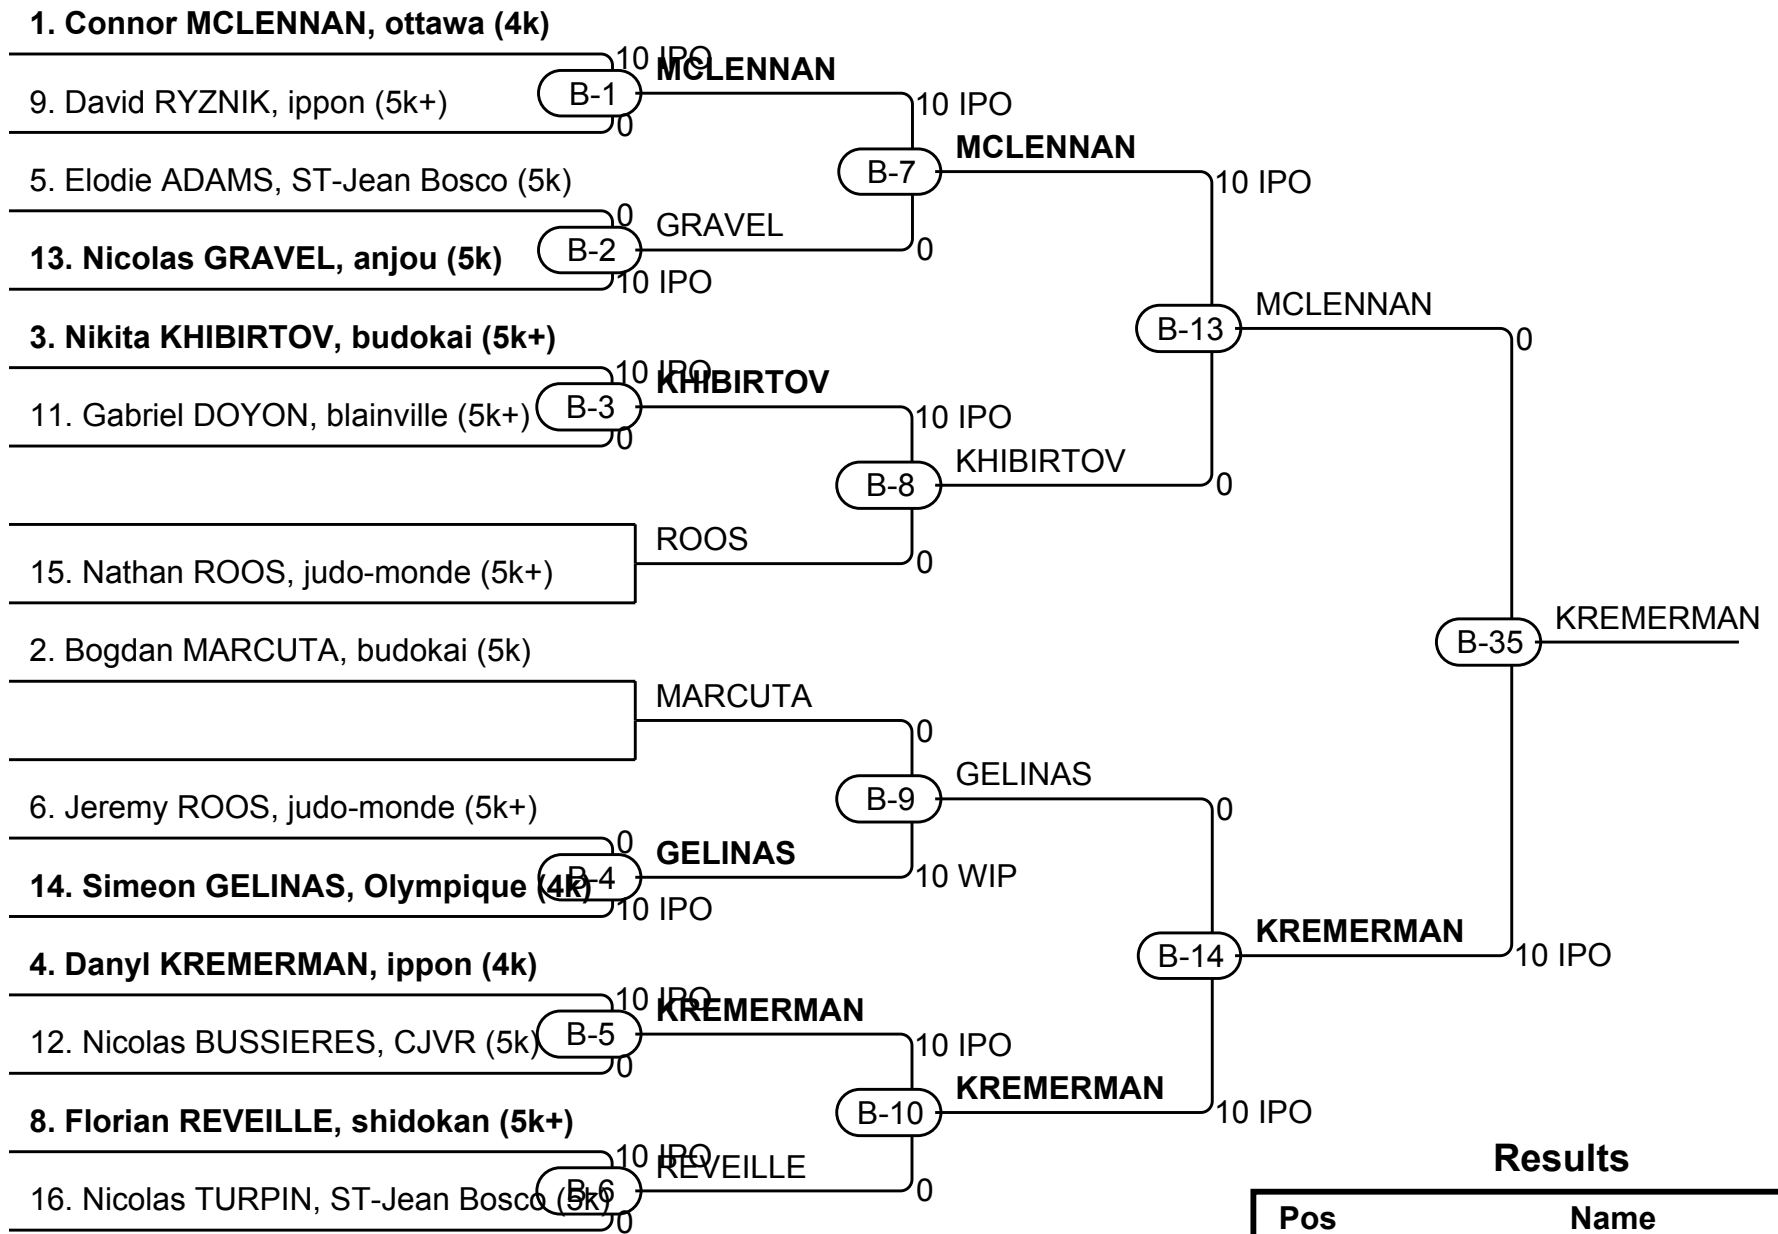 1. Connor MCLENNAN, ottawa (4k)
10 IPO
MCLENNAN
B-1
9. David RYZNIK, ippon (5k+)
0
10 IPO
MCLENNAN
B-7
5. Elodie ADAMS, ST-Jean Bosco (5k)
10 IPO
0
GRAVEL
B-2
0
13. Nicolas GRAVEL, anjou (5k)
10 IPO
MCLENNAN
B-13
0
3. Nikita KHIBIRTOV, budokai (5k+)
10 IPO
KHIBIRTOV
B-3
11. Gabriel DOYON, blainville (5k+)
0
10 IPO
KHIBIRTOV
B-8
0
ROOS
0
15. Nathan ROOS, judo-monde (5k+)
KREMERMAN
B-35
2. Bogdan MARCUTA, budokai (5k)
MARCUTA
0
GELINAS
B-9
0
6. Jeremy ROOS, judo-monde (5k+)
0
GELINAS
B-4
10 WIP
14. Simeon GELINAS, Olympique (4k)
10 IPO
KREMERMAN
B-14
10 IPO
4. Danyl KREMERMAN, ippon (4k)
10 IPO
KREMERMAN
B-5
12. Nicolas BUSSIERES, CJVR (5k)
0
10 IPO
KREMERMAN
B-10
10 IPO
8. Florian REVEILLE, shidokan (5k+)
10 IPO
REVEILLE
B-6
0
16. Nicolas TURPIN, ST-Jean Bosco (5k)
0
Results
Pos Name